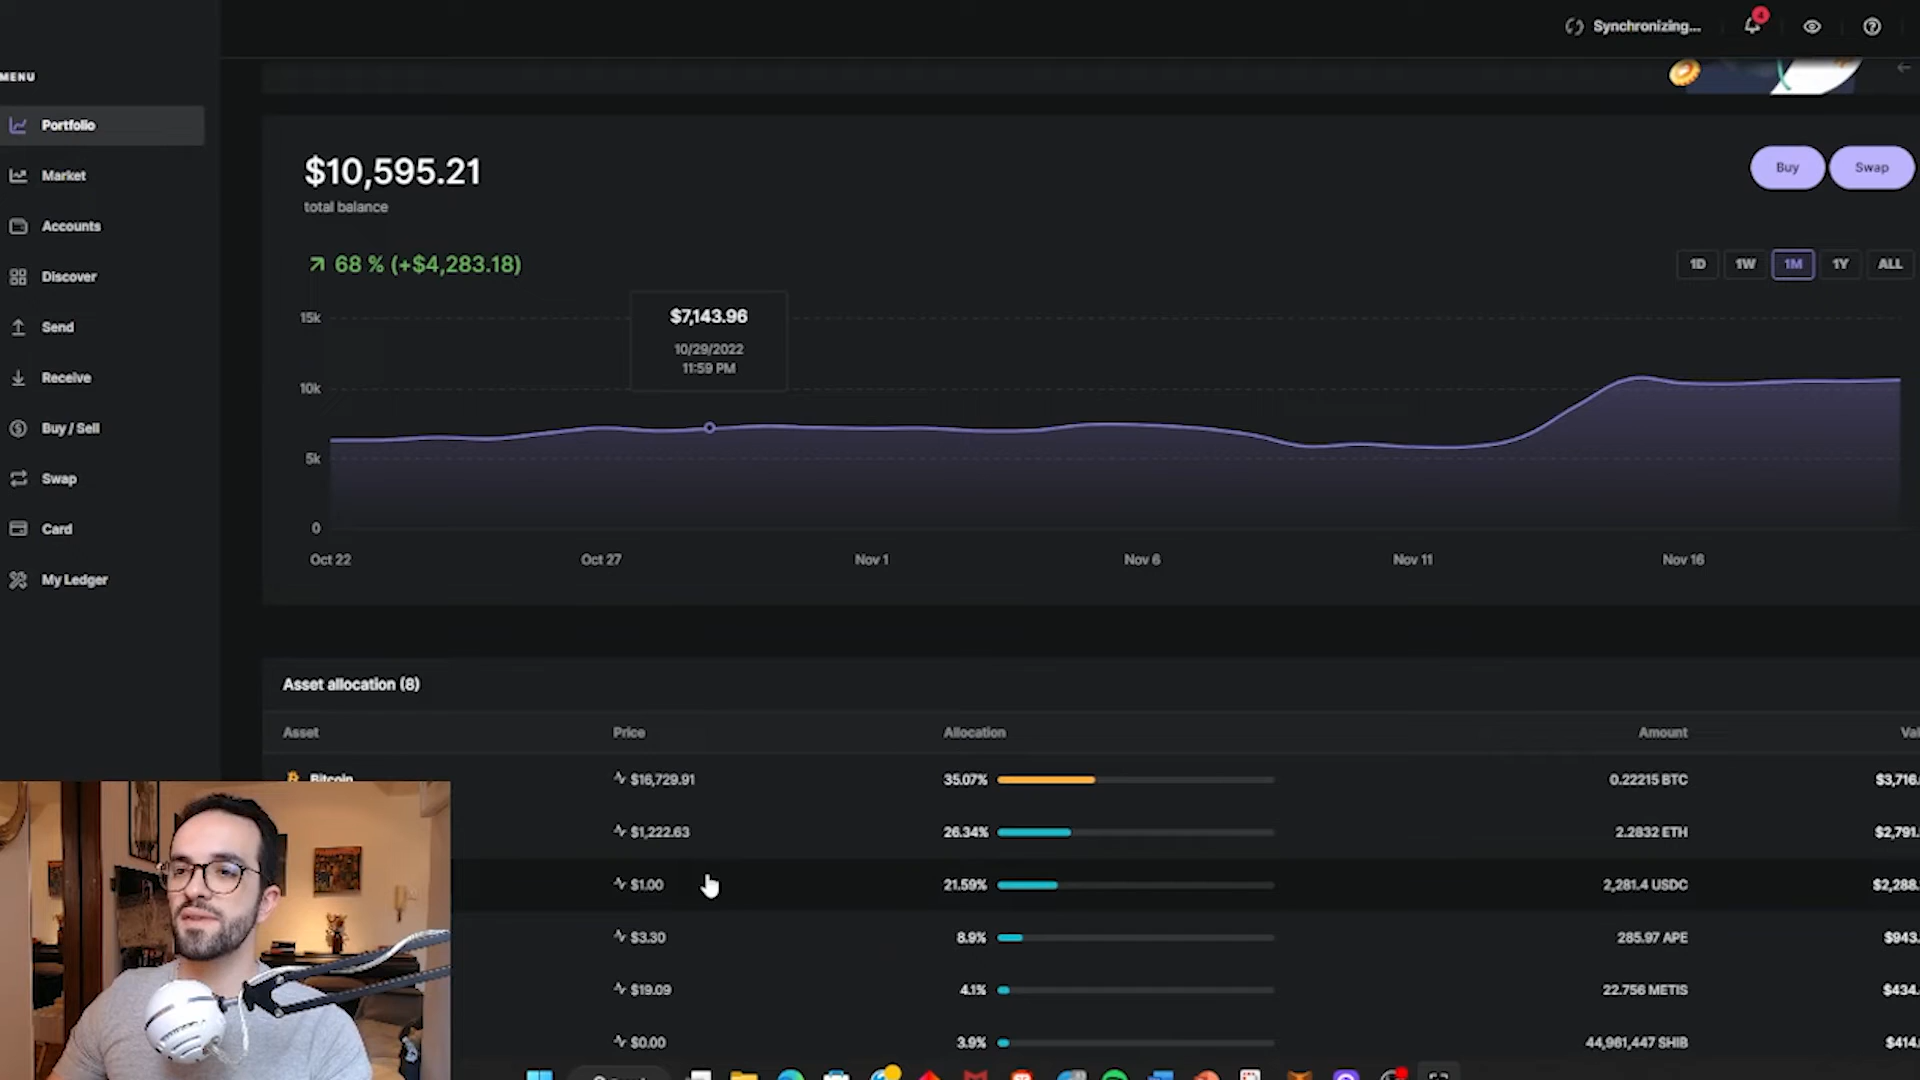 Synchronizing...
4
MENU
Portfolio
Market
Accounts
Discover
Send
Receive
Buy / Sell
Swap
Card
My Ledger
$10,595.21
total balance
Buy
Swap
68 % (+$4,283.18)
1D 1W 1M 1Y ALL
$7,143.96
10/29/2022
11:59 PM
15k
10k
5k
0
Oct 22 Oct 27 Nov 1 Nov 6 Nov 11 Nov 16
Asset allocation (8)
Asset Price Allocation Amount Val
Bitcoin $16,729.91 35.07% 0.22215 BTC $3,716.
$1,222.63 26.34% 2.2832 ETH $2,791.
$1.00 21.59% 2,281.4 USDC $2,288.
$3.30 8.9% 285.97 APE $943.
$19.09 4.1% 22.756 METIS $434.
$0.00 3.9% 44,961,447 SHIB $414.